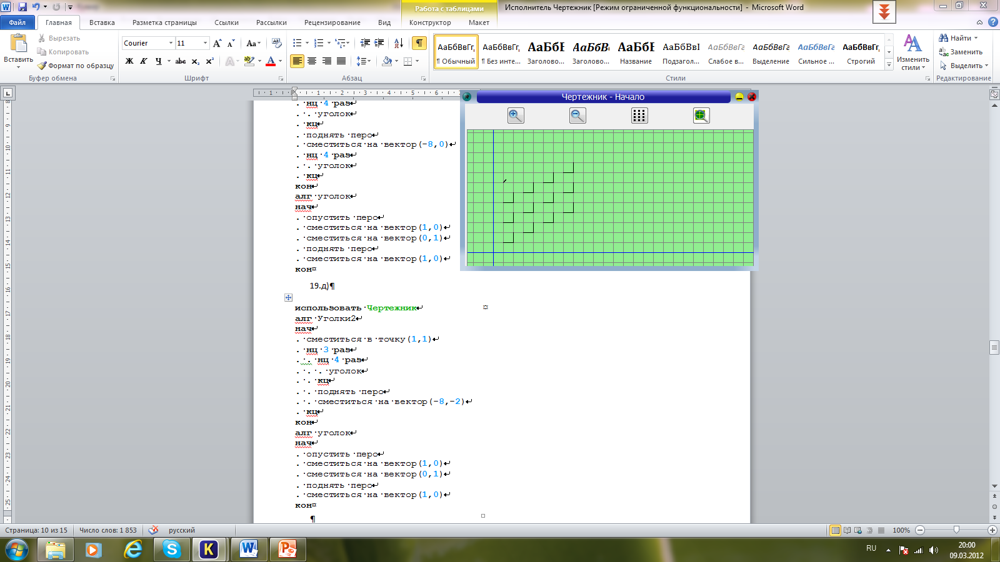 Работа с таблицами
Исполнитель Чертежник [Режим ограниченной функциональности] - Microsoft Word
Файл Главная Вставка Разметка страницы Ссылки Рассылки Рецензирование Вид Конструктор Макет
Вставить
Вырезать
Копировать
Формат по образцу
Буфер обмена
Courier 11
Ж К Ч abc x₂ x² A A A
Шрифт
Абзац
АаБбВвГг, АаБбВвГг, АаБбВ АаБбВв АаБбВ АаБбВвІ АаБбВвГг АаБбВвГг АаБбВвГг АаБбВвГг,
¶ Обычный ¶ Без инте... Заголово... Заголово... Название Подзагол... Слабое в... Выделение Сильное ... Строгий
Стили
Изменить стили
Найти
Заменить
Выделить
Редактирование
. нц 4 раз
. . уголок
. кц
. поднять перо
. сместиться на вектор(-8,0)
. нц 4 раз
. . уголок
. кц
кон
алг уголок
нач
. опустить перо
. сместиться на вектор(1,0)
. сместиться на вектор(0,1)
. поднять перо
. сместиться на вектор(1,0)
кон¤
Чертежник - Начало
19.д)¶
использовать Чертежник
алг Уголки2
нач
. сместиться в точку(1,1)
. нц 3 раз
. . нц 4 раз
. . . уголок
. . кц
. . поднять перо
. . сместиться на вектор(-8,-2)
. кц
кон
алг уголок
нач
. опустить перо
. сместиться на вектор(1,0)
. сместиться на вектор(0,1)
. поднять перо
. сместиться на вектор(1,0)
кон¤
¶
Страница: 10 из 15 Число слов: 1 853 русский
100%
RU
20:00
09.03.2012